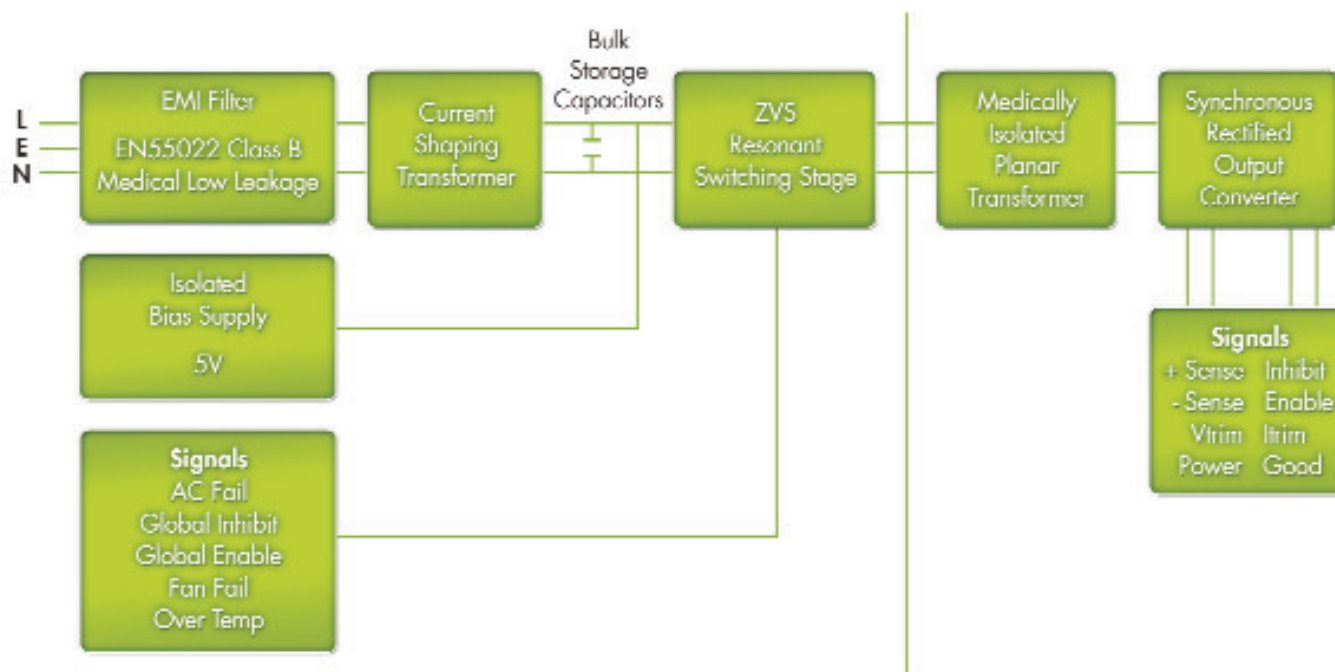 L
E
N
EMI Filter
EN55022 Class B
Medical Low Leakage
Current
Shaping
Transformer
Bulk
Storage
Capacitors
ZVS
Resonant
Switching Stage
Medically
Isolated
Planar
Transformer
Synchronous
Rectified
Output
Converter
Isolated
Bias Supply
5V
Signals
AC Fail
Global Inhibit
Global Enable
Fan Fail
Over Temp
Signals
+ Sense Inhibit
- Sense Enable
Vtrim Itrim
Power Good